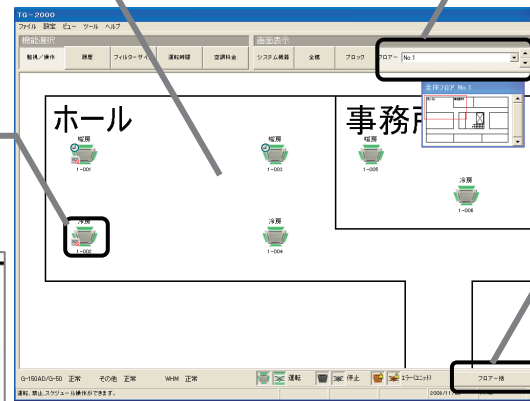 TG-2000
ファイル 設定 ビュー ツール ヘルプ
機能選択
画面表示
監視／操作 履歴 フィルターサイン 運転時間 空調料金 システム機器 全館 ブロック フロアー No.1
全体フロア No.1
ホール
事務所
暖房
1-001
暖房
1-003
暖房
1-005
冷房
1-006
冷房
1-002
冷房
1-004
G-150AD/G-50 正常 その他 正常 WHM 正常 運転 停止 エラー(ユニット) フロアー梯
運転、禁止、スケジュール操作ができます。